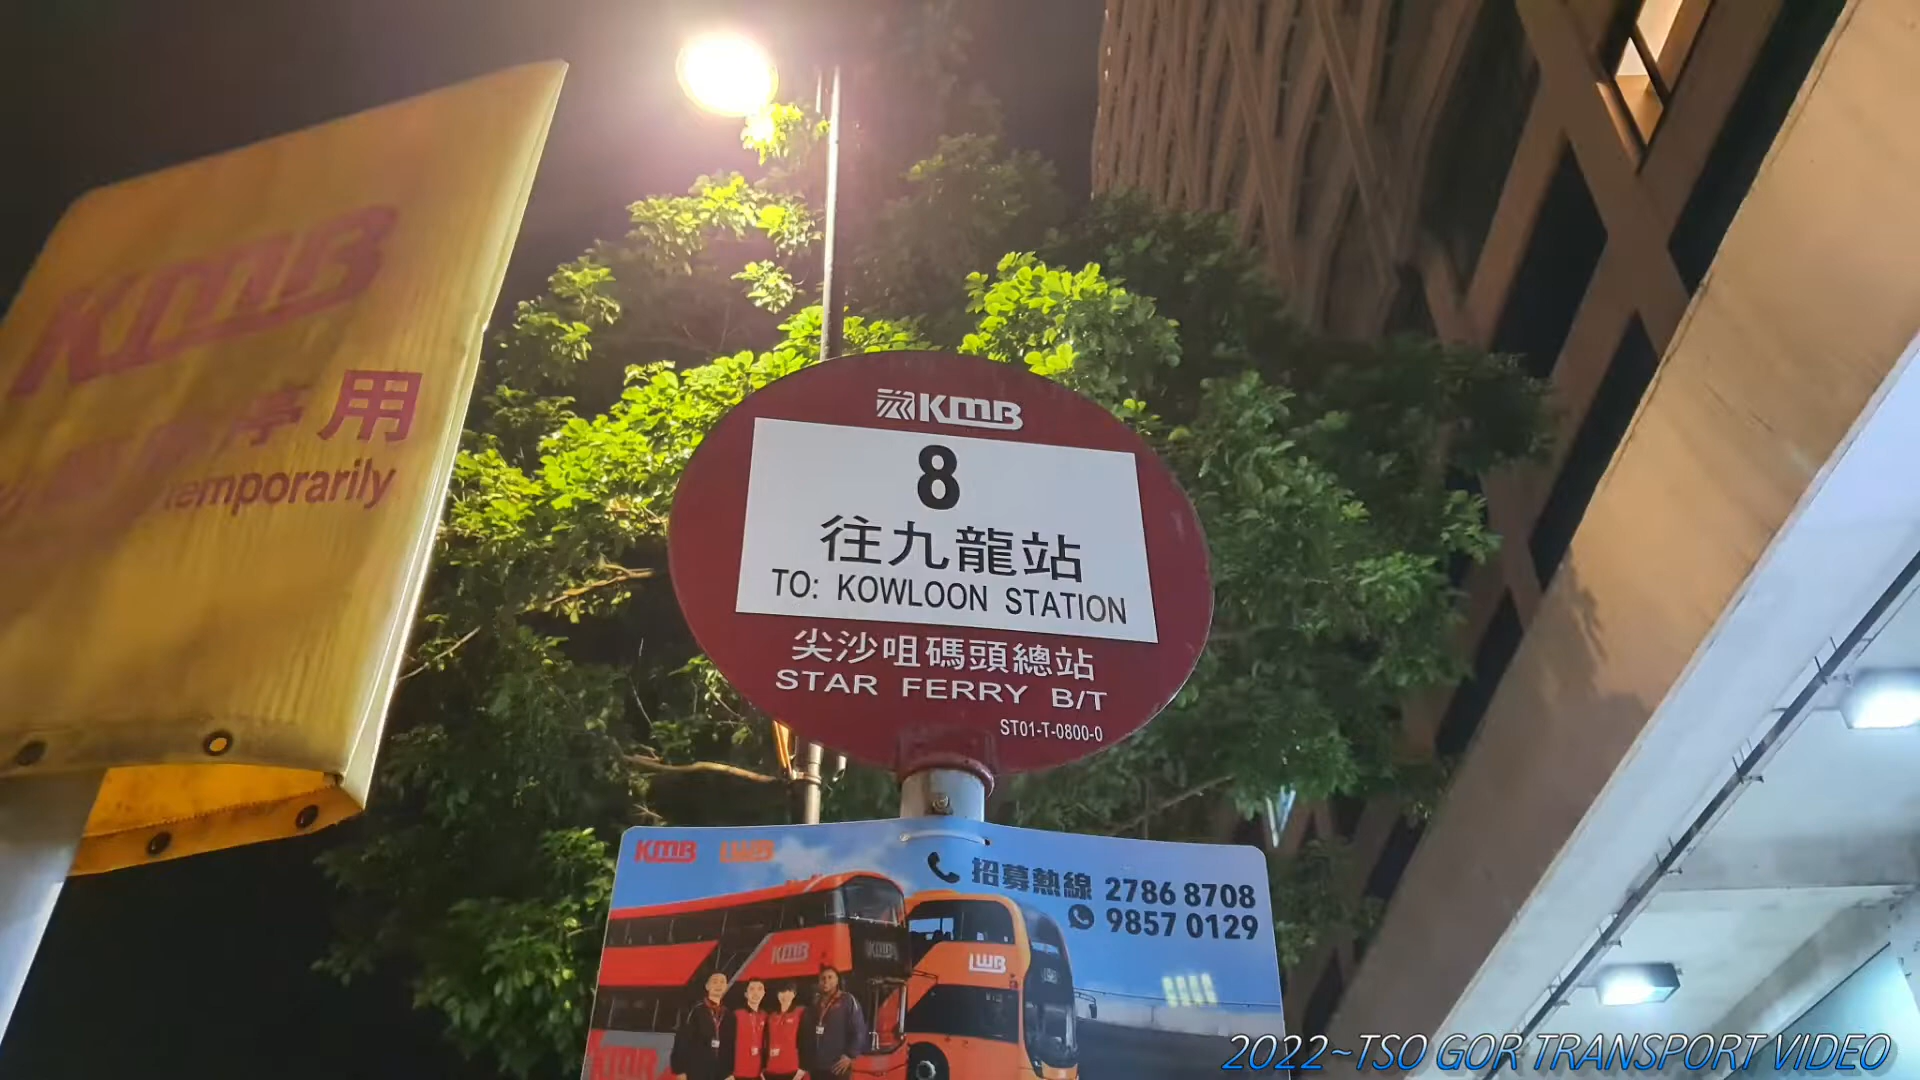 KMB
停用
temporarily
KMB
8
往九龍站
TO: KOWLOON STATION
尖沙咀碼頭總站
STAR FERRY B/T
ST01-T-0800-0
KMB LWB
招募熱線 2786 8708
9857 0129
KMB
LWB
KMB
2022~TSO GOR TRANSPORT VIDEO